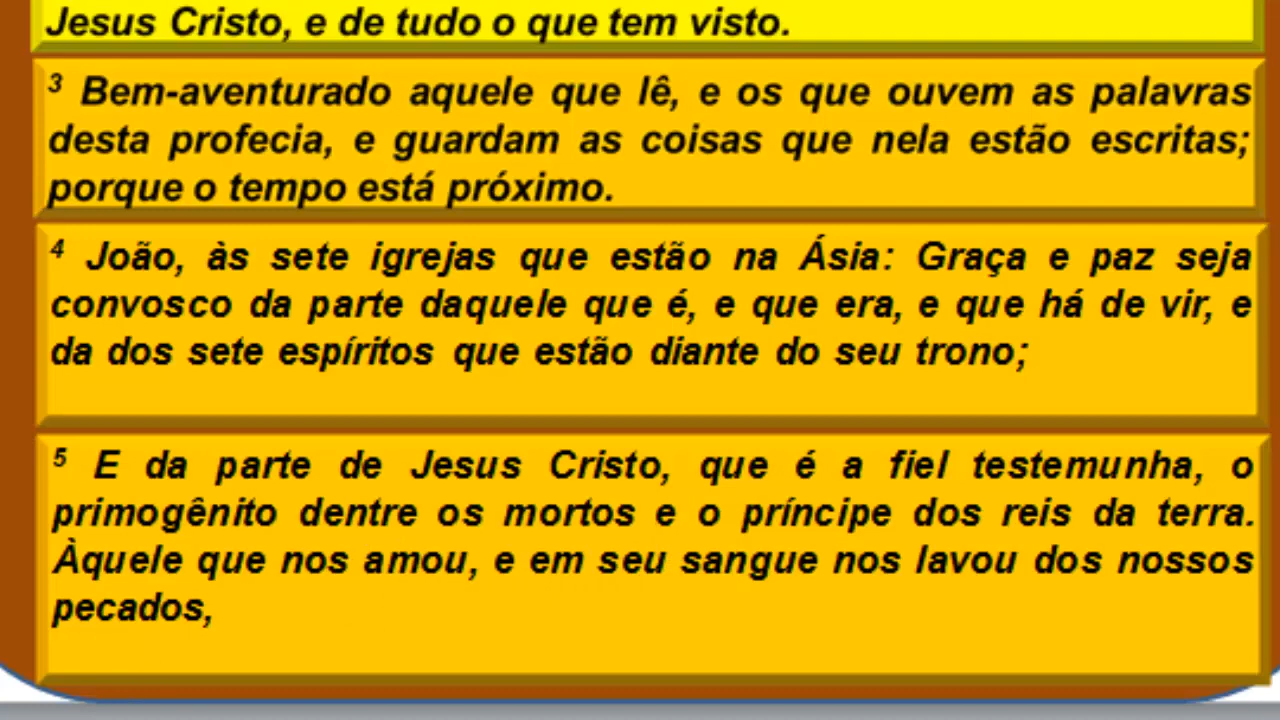 Jesus Cristo, e de tudo o que tem visto.
3 Bem-aventurado aquele que lê, e os que ouvem as palavras
desta profecia, e guardam as coisas que nela estão escritas;
porque o tempo está próximo.
4 João, às sete igrejas que estão na Ásia: Graça e paz seja
convosco da parte daquele que é, e que era, e que há de vir, e
da dos sete espíritos que estão diante do seu trono;
5 E da parte de Jesus Cristo, que é a fiel testemunha, o
primogênito dentre os mortos e o príncipe dos reis da terra.
Àquele que nos amou, e em seu sangue nos lavou dos nossos
pecados,